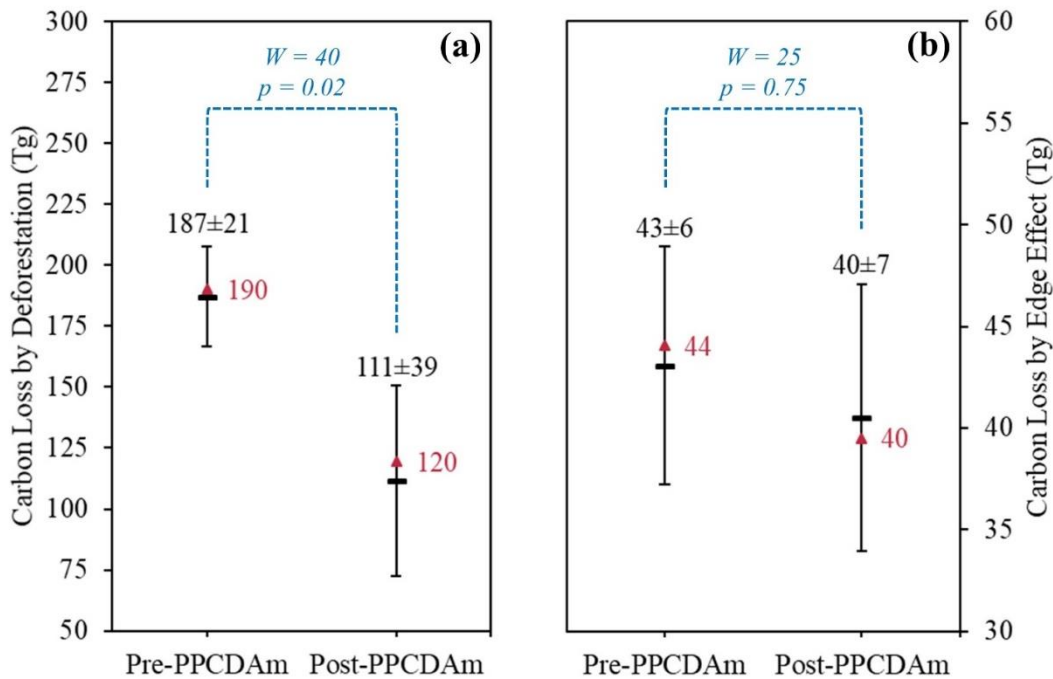 (a)
W = 40
p = 0.02
187±21
190
111±39
120
300
275
250
225
200
175
150
125
100
75
50
Carbon Loss by Deforestation (Tg)
Pre-PPCDAm Post-PPCDAm
(b)
W = 25
p = 0.75
43±6
44
40±7
40
60
55
50
45
40
35
30
Carbon Loss by Edge Effect (Tg)
Pre-PPCDAm Post-PPCDAm